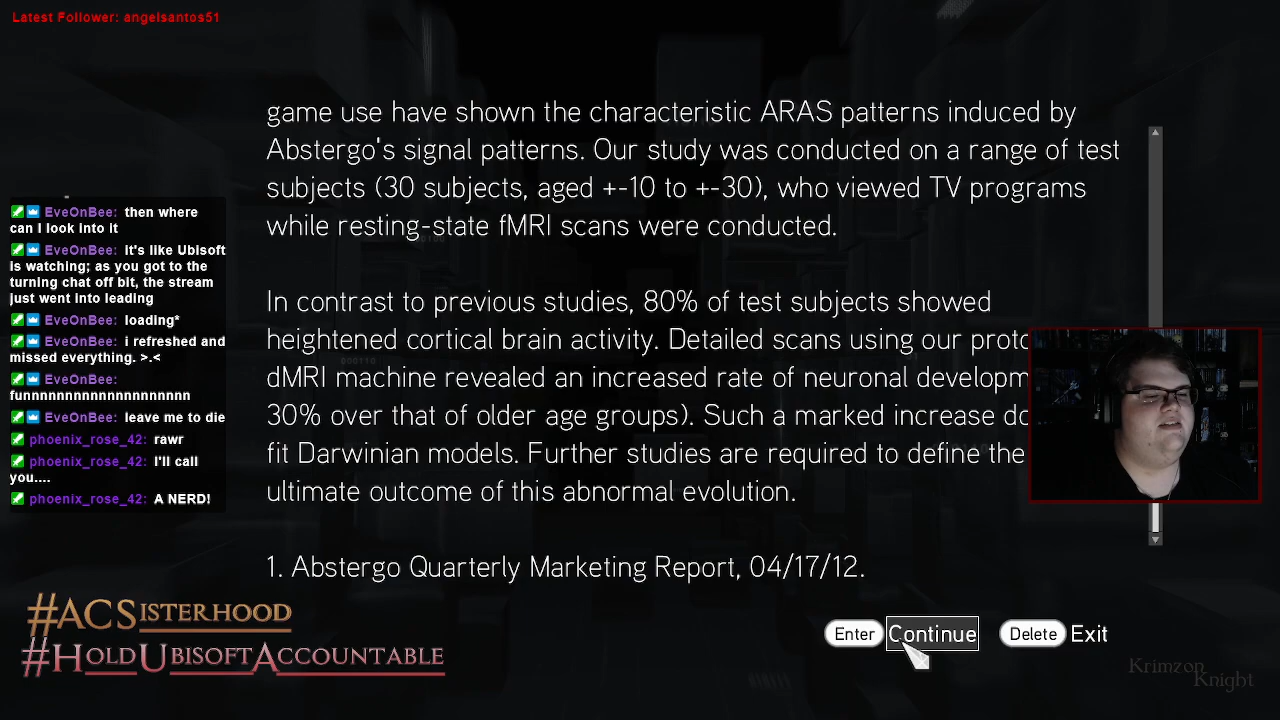 Latest Follower: angelsantos51
game use have shown the characteristic ARAS patterns induced by
Abstergo's signal patterns. Our study was conducted on a range of test
subjects (30 subjects, aged +-10 to +-30), who viewed TV programs
while resting-state fMRI scans were conducted.
In contrast to previous studies, 80% of test subjects showed
heightened cortical brain activity. Detailed scans using our proto
dMRI machine revealed an increased rate of neuronal developm
30% over that of older age groups). Such a marked increase do
fit Darwinian models. Further studies are required to define the
ultimate outcome of this abnormal evolution.
1. Abstergo Quarterly Marketing Report, 04/17/12.
EveOnBee: then where
can I look into it
EveOnBee: it's like Ubisoft
is watching; as you got to the
turning chat off bit, the stream
just went into leading
EveOnBee: loading*
EveOnBee: i refreshed and
missed everything. >.<
EveOnBee:
funnnnnnnnnnnnnnnnnnnn
EveOnBee: leave me to die
phoenix_rose_42: rawr
phoenix_rose_42: I'll call
you....
phoenix_rose_42: A NERD!
#ACSisterhood
#HoldUbisoftAccountable
Enter Continue Delete Exit
Krimzon
Knight